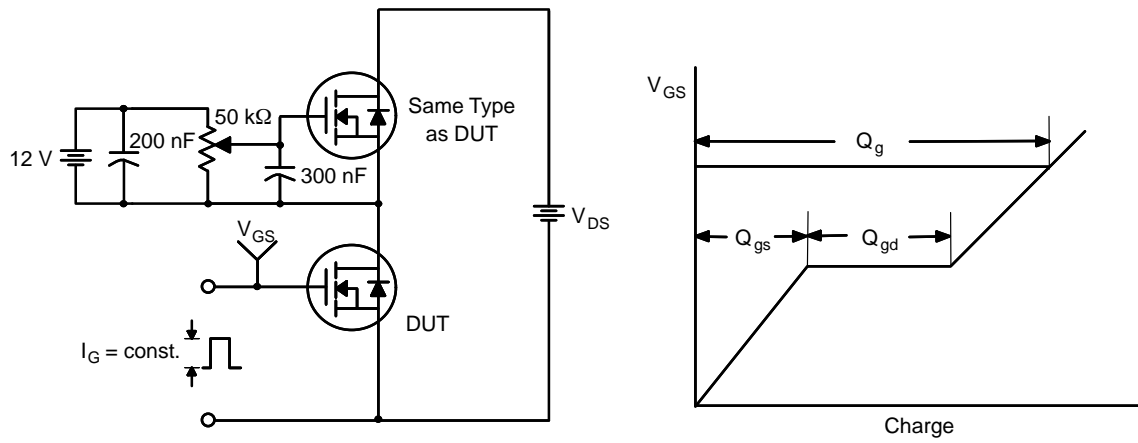 12 V
200 nF
50 kΩ
300 nF
Same Type
as DUT
V_DS
V_GS
DUT
I_G = const.
V_GS
Q_g
Q_gs
Q_gd
Charge